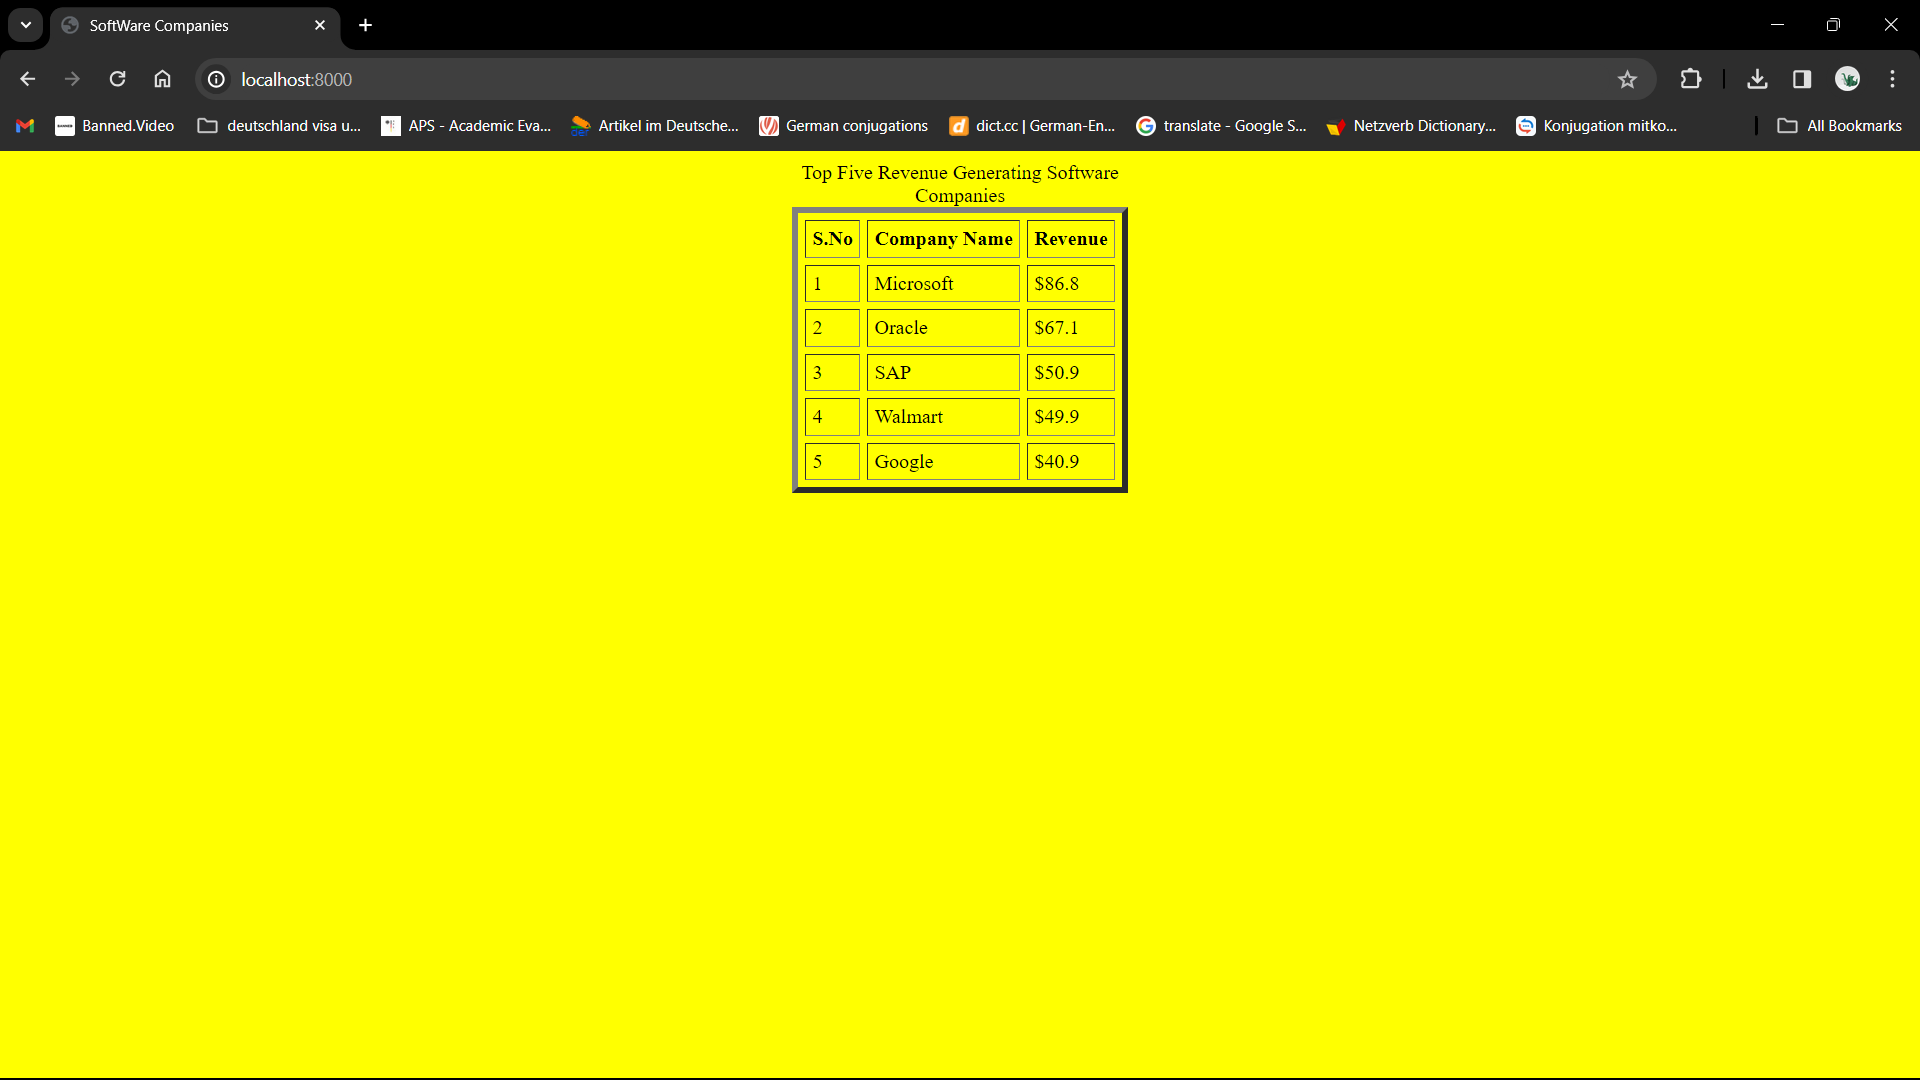 SoftWare Companies
localhost:8000
Banned.Video deutschland visa u... APS - Academic Eva... Artikel im Deutsche... German conjugations dict.cc | German-En... translate - Google S... Netzverb Dictionary... Konjugation mitko... All Bookmarks
Top Five Revenue Generating Software
Companies
S.No Company Name Revenue
1 Microsoft $86.8
2 Oracle $67.1
3 SAP $50.9
4 Walmart $49.9
5 Google $40.9